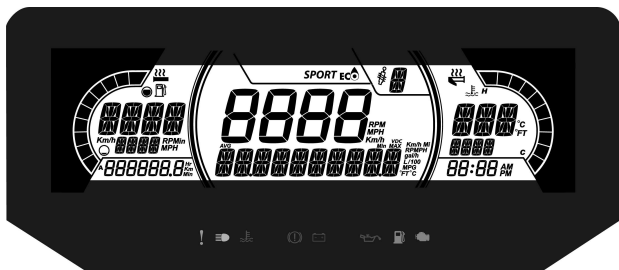 SPORT ECO
H
8888
RPM
MPH
Km/h
°C
°FT
Km/h
RPMin
MPH
AVG
Min
VDC
MAX
Km/h Mi
RPMPH
gal/h
L/100
MPG
°FT°C
C
A
888888.8
Hr
Km
Min
88:88
AM
PM